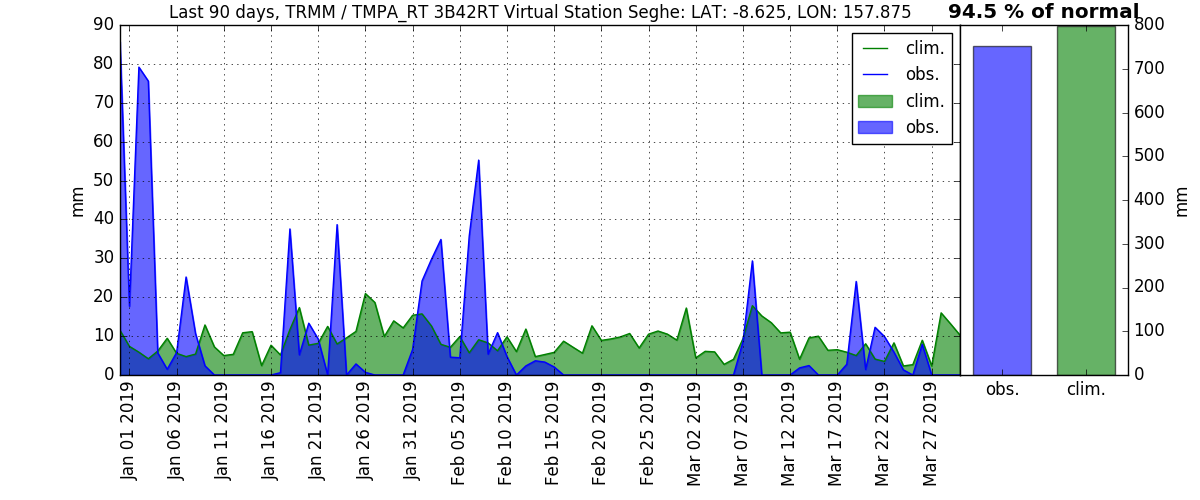 Last 90 days, TRMM / TMPA_RT 3B42RT Virtual Station Seghe: LAT: -8.625, LON: 157.875
94.5 % of normal
90
80
70
60
50
40
30
20
10
0
mm
clim.
obs.
clim.
obs.
Jan 01 2019
Jan 06 2019
Jan 11 2019
Jan 16 2019
Jan 21 2019
Jan 26 2019
Jan 31 2019
Feb 05 2019
Feb 10 2019
Feb 15 2019
Feb 20 2019
Feb 25 2019
Mar 02 2019
Mar 07 2019
Mar 12 2019
Mar 17 2019
Mar 22 2019
Mar 27 2019
800
700
600
500
400
300
200
100
0
mm
obs.
clim.